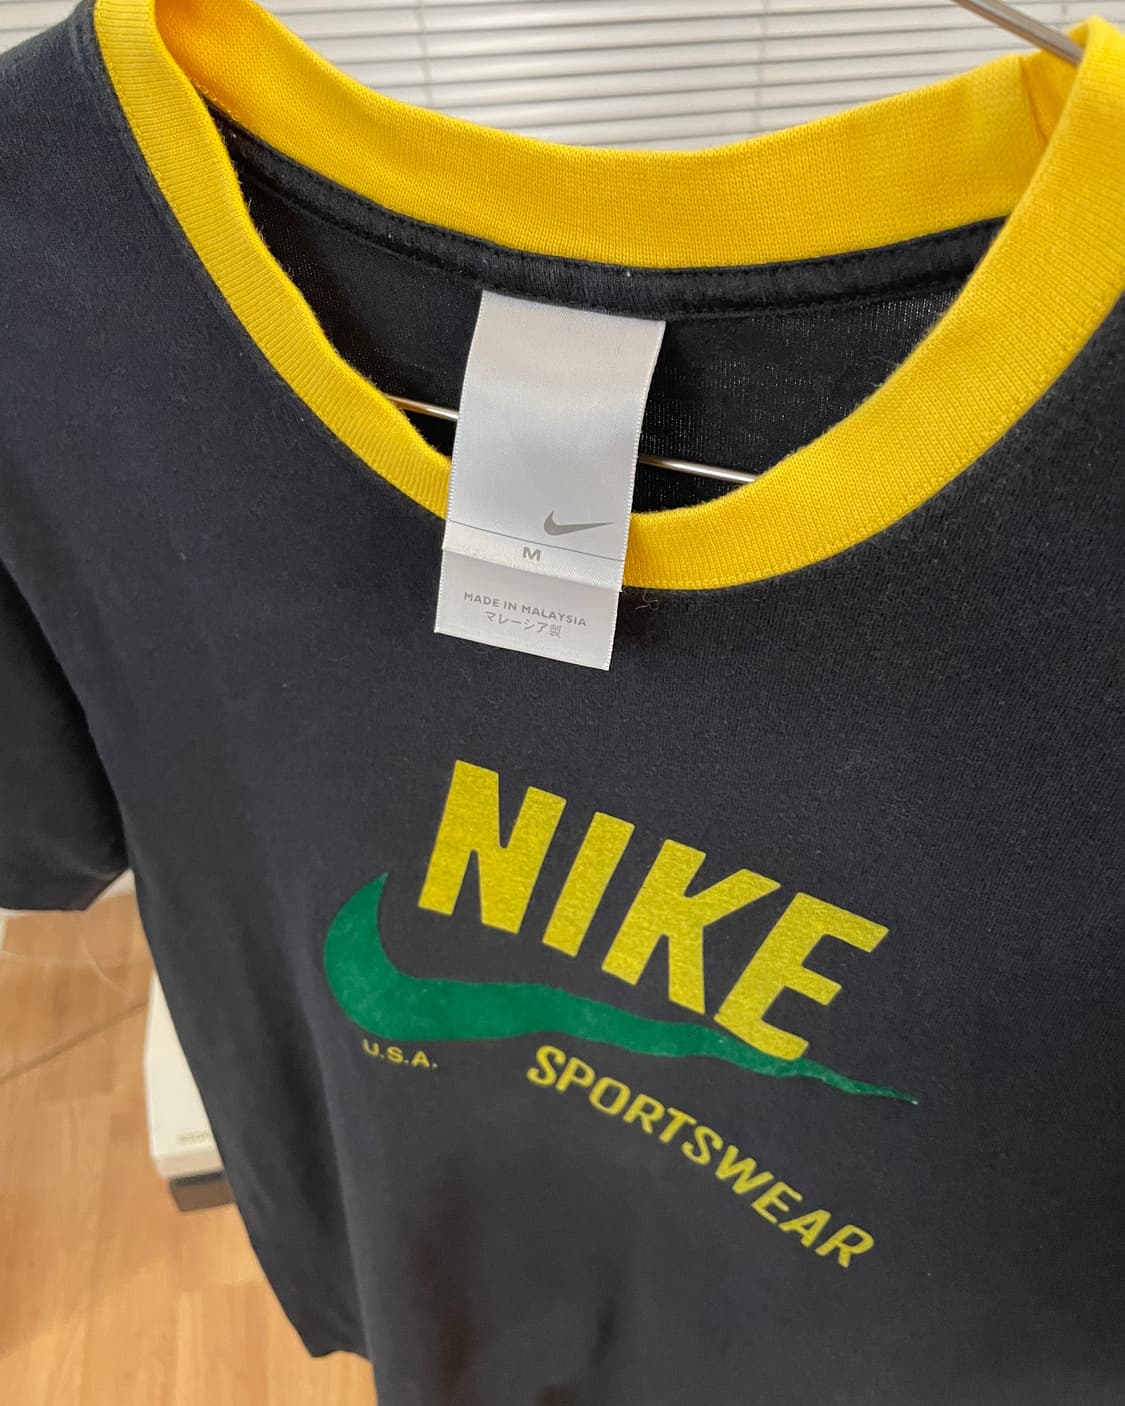 M
MADE IN MALAYSIA
マレーシア製
NIKE
U.S.A.
SPORTSWEAR